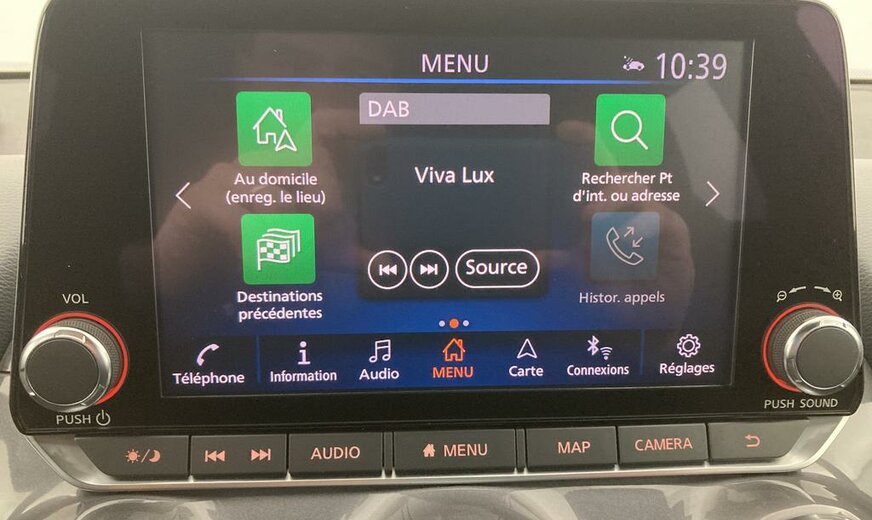 MENU
10:39
DAB
Viva Lux
Au domicile
(enreg. le lieu)
Rechercher Pt
d'int. ou adresse
Source
Destinations
précédentes
Histor. appels
Téléphone
Information
Audio
MENU
Carte
Connexions
Réglages
VOL
PUSH
PUSH SOUND
AUDIO
MENU
MAP
CAMERA